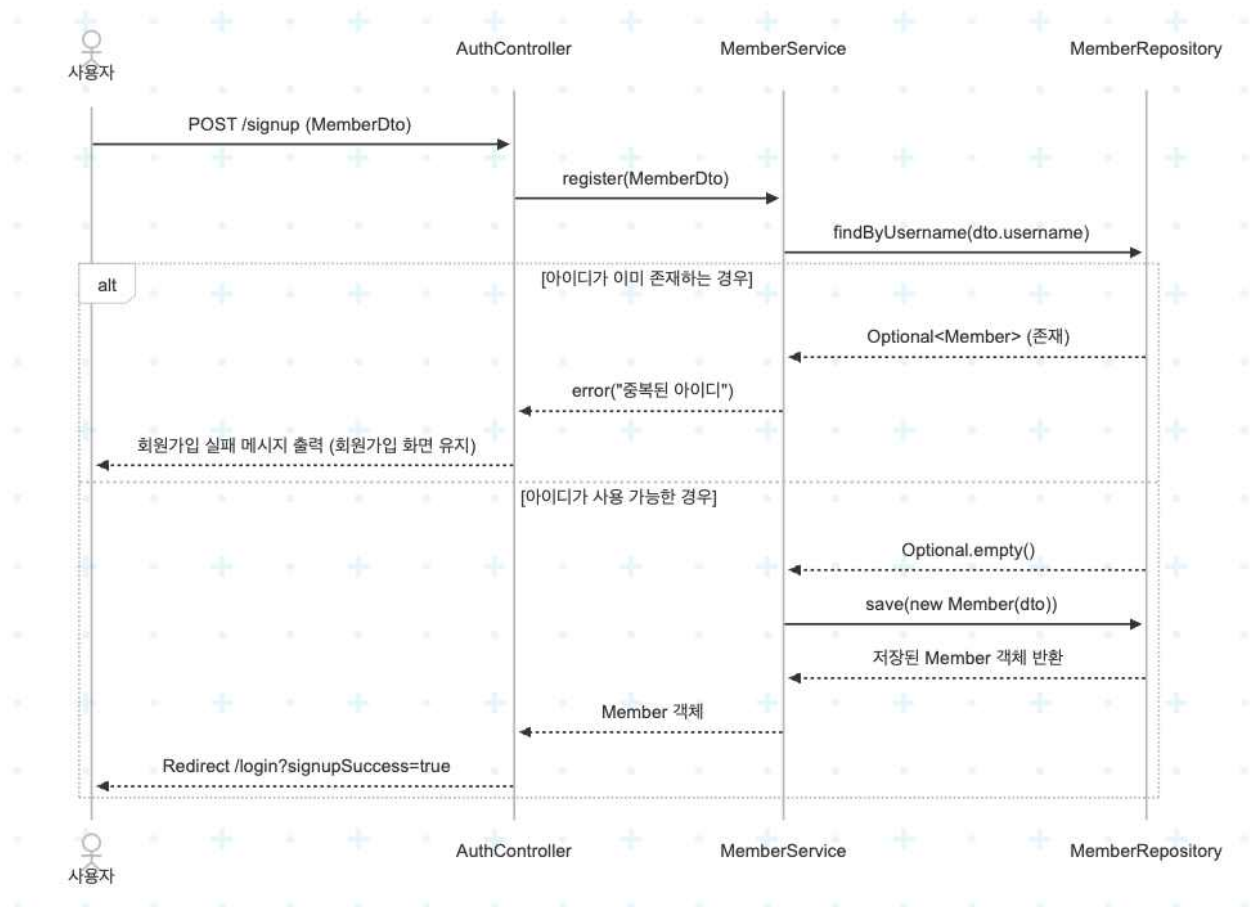 사용자
AuthController
MemberService
MemberRepository
POST /signup (MemberDto)
register(MemberDto)
findByUsername(dto.username)
alt
[아이디가 이미 존재하는 경우]
Optional<Member> (존재)
error("중복된 아이디")
회원가입 실패 메시지 출력 (회원가입 화면 유지)
[아이디가 사용 가능한 경우]
Optional.empty()
save(new Member(dto))
저장된 Member 객체 반환
Member 객체
Redirect /login?signupSuccess=true
사용자
AuthController
MemberService
MemberRepository